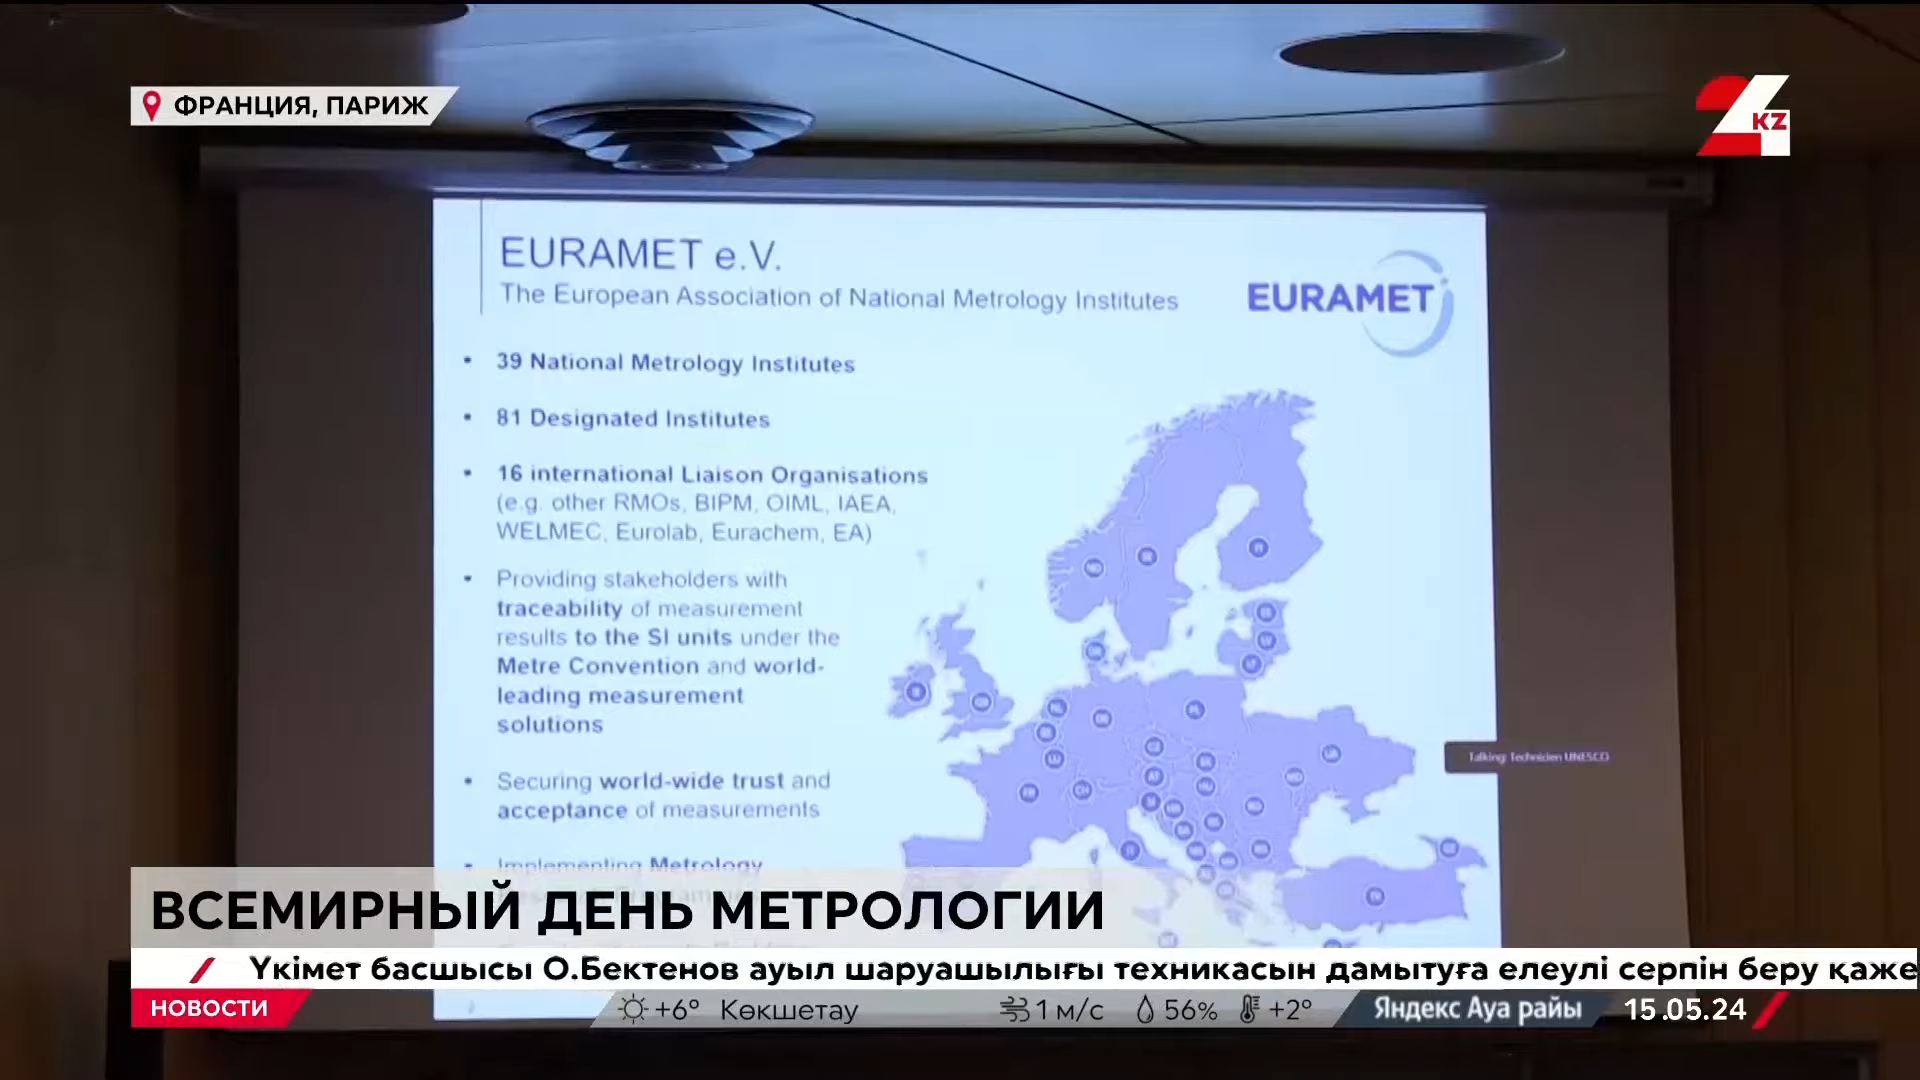 ФРАНЦИЯ, ПАРИЖ
24 KZ
EURAMET e.V.
The European Association of National Metrology Institutes
EURAMET
• 39 National Metrology Institutes
• 81 Designated Institutes
• 16 international Liaison Organisations
(e.g. other RMOs, BIPM, OIML, IAEA,
WELMEC, Eurolab, Eurachem, EA)
• Providing stakeholders with
traceability of measurement
results to the SI units under the
Metre Convention and world-
leading measurement
solutions
• Securing world-wide trust and
acceptance of measurements
• Implementing Metrology
Talking: Technicien UNESCO
ВСЕМИРНЫЙ ДЕНЬ МЕТРОЛОГИИ
Үкімет басшысы О.Бектенов ауыл шаруашылығы техникасын дамытуға елеулі серпін беру қаже
НОВОСТИ
+6° Көкшетау 1 м/с 56% +2° Яндекс Ауа райы 15.05.24